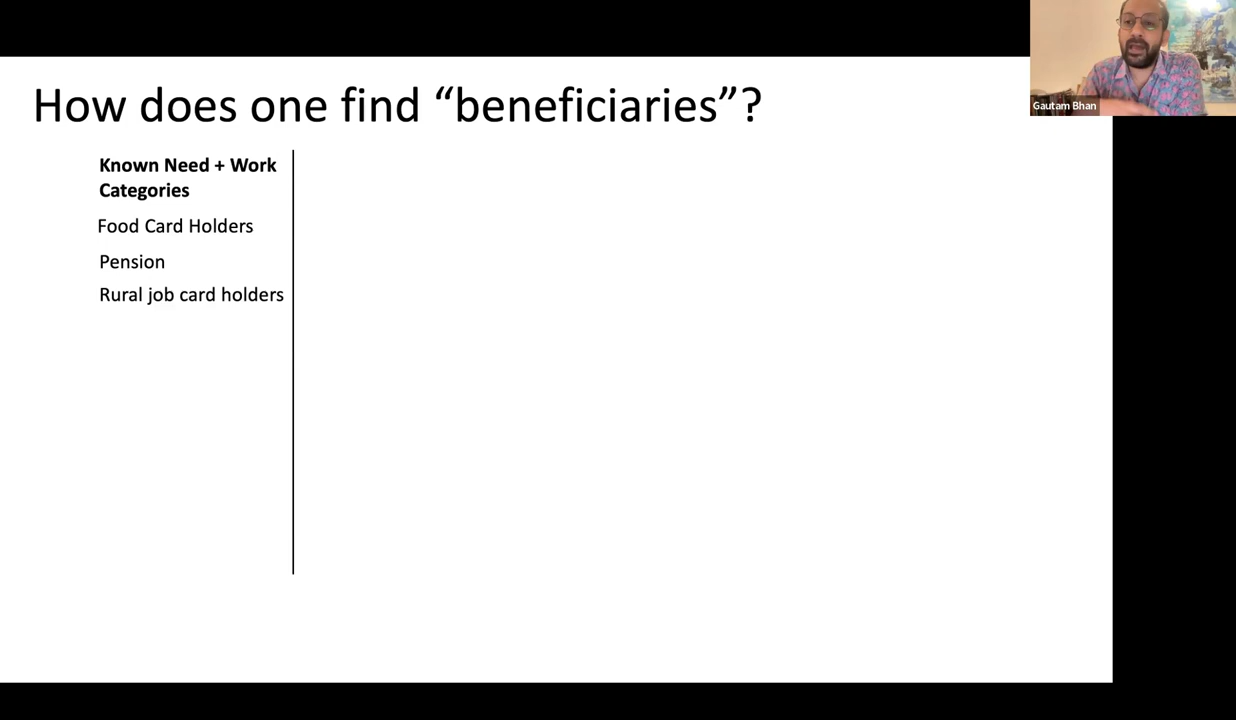 How does one find “beneficiaries”?
Known Need + Work
Categories
Food Card Holders
Pension
Rural job card holders
Gautam Bhan